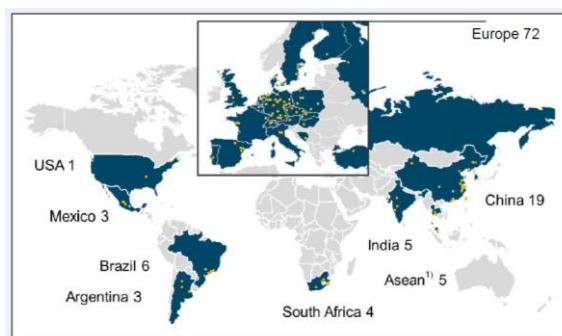 Europe 72
USA 1
China 19
Mexico 3
India 5
Brazil 6
Asean¹⁾ 5
Argentina 3
South Africa 4